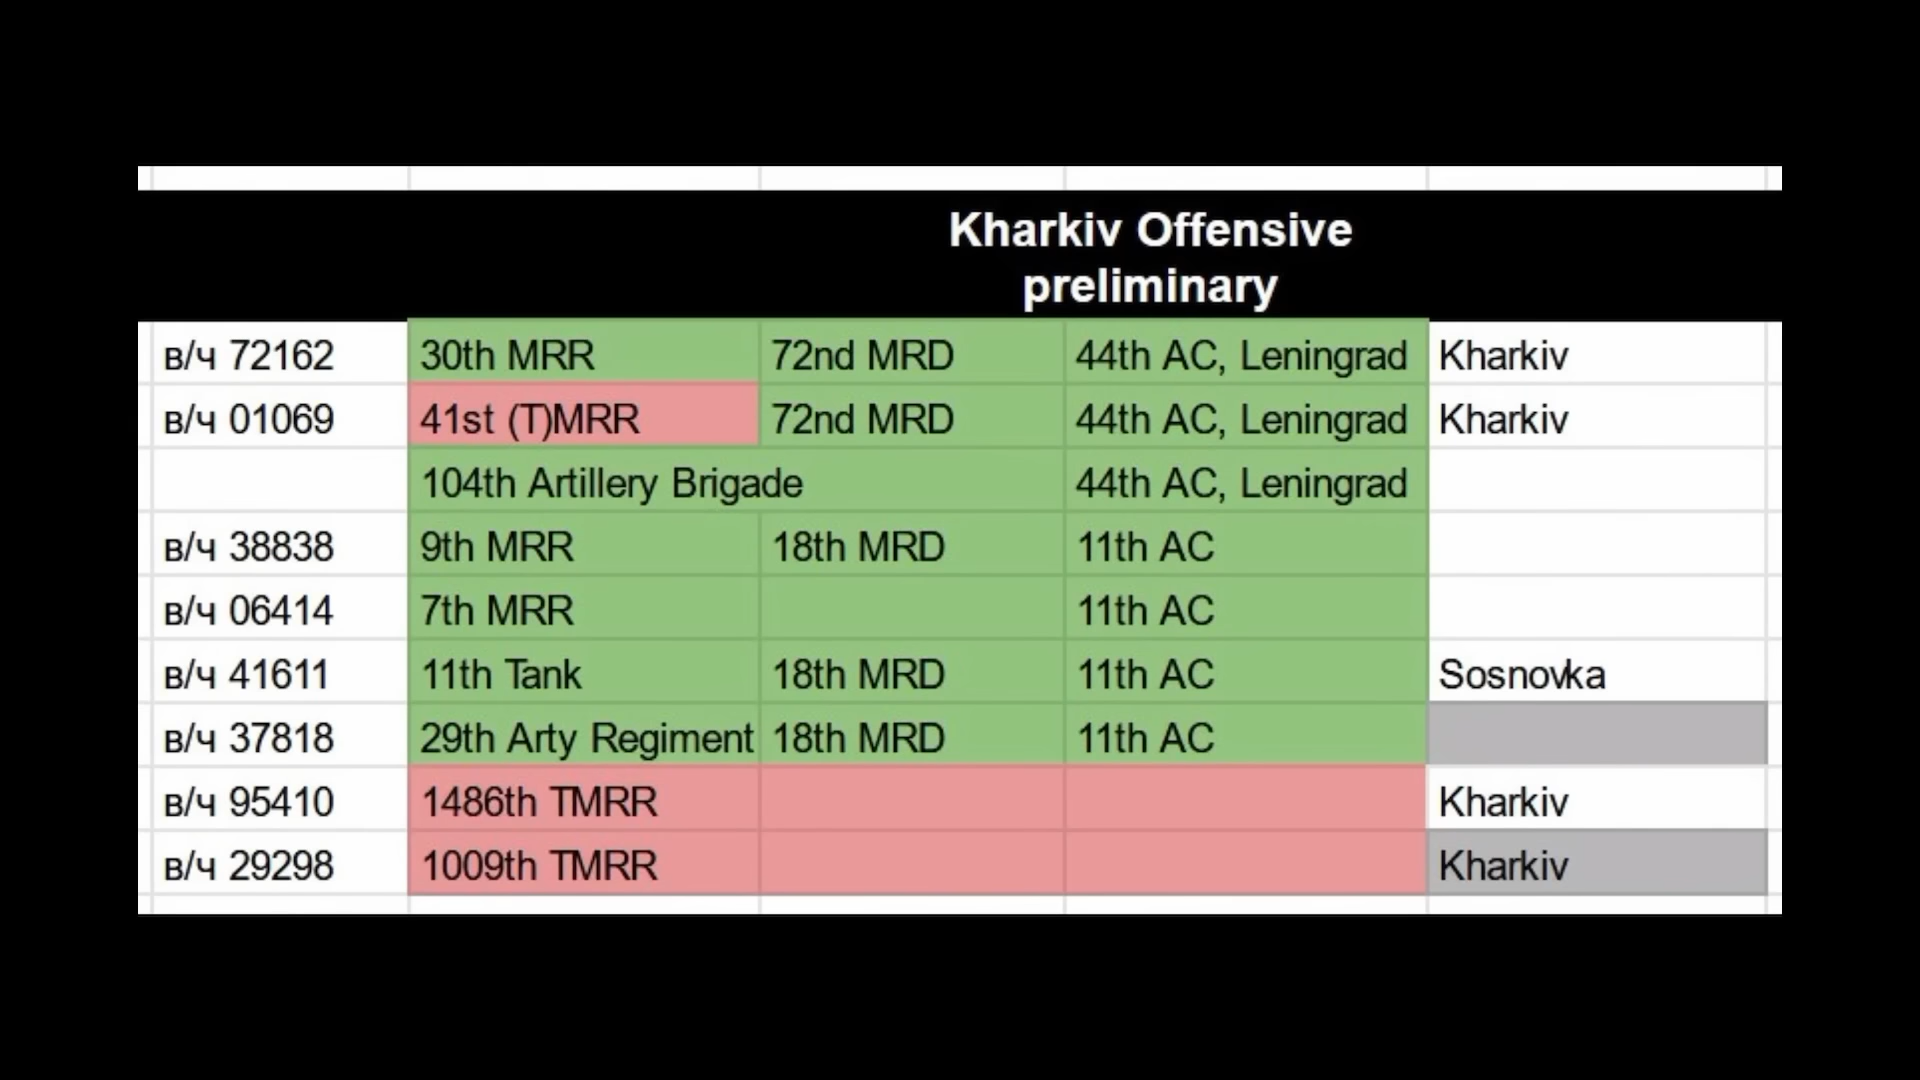 Kharkiv Offensive
preliminary
в/ч 72162 30th MRR 72nd MRD 44th AC, Leningrad Kharkiv
в/ч 01069 41st (T)MRR 72nd MRD 44th AC, Leningrad Kharkiv
104th Artillery Brigade 44th AC, Leningrad
в/ч 38838 9th MRR 18th MRD 11th AC
в/ч 06414 7th MRR 11th AC
в/ч 41611 11th Tank 18th MRD 11th AC Sosnovka
в/ч 37818 29th Arty Regiment 18th MRD 11th AC
в/ч 95410 1486th TMRR Kharkiv
в/ч 29298 1009th TMRR Kharkiv